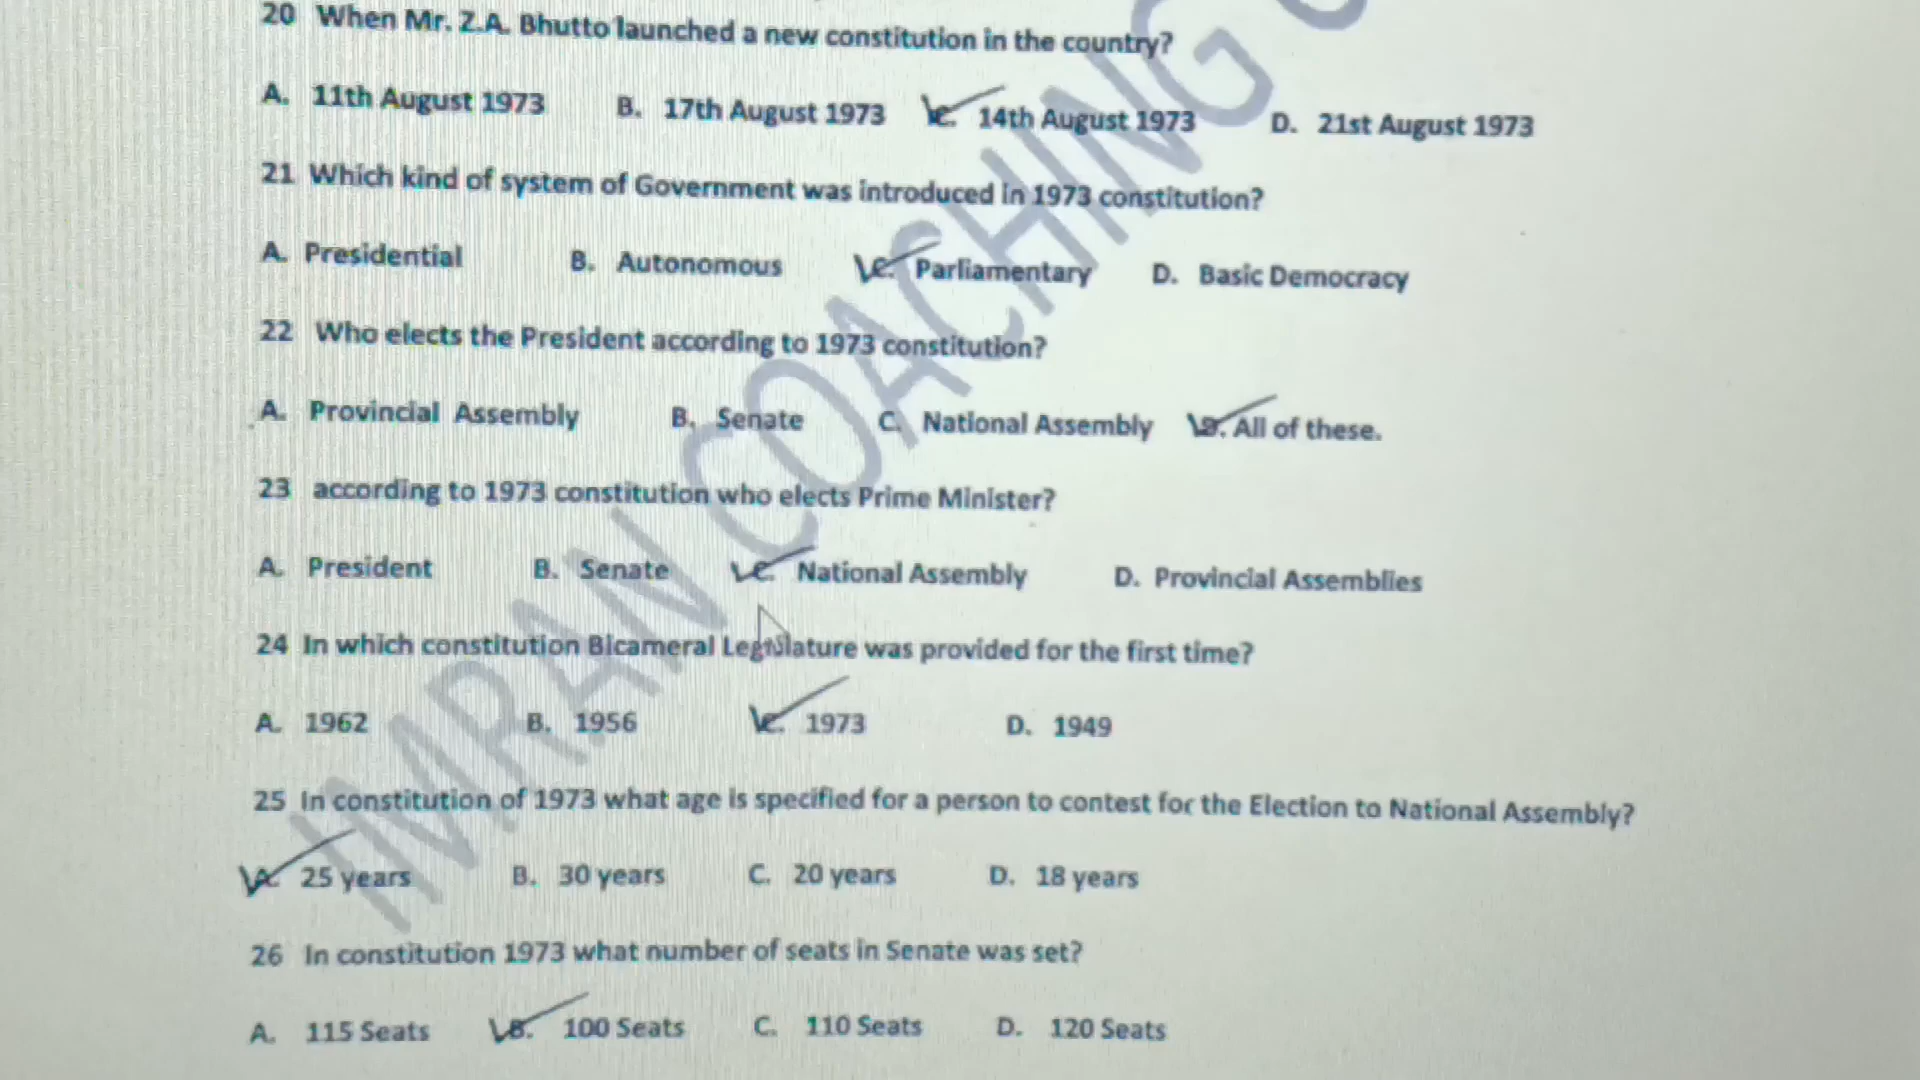 20 When Mr. Z.A. Bhutto launched a new constitution in the country?
A. 11th August 1973 B. 17th August 1973 C. 14th August 1973 D. 21st August 1973
21 Which kind of system of Government was introduced in 1973 constitution?
A. Presidential B. Autonomous C. Parliamentary D. Basic Democracy
22 Who elects the President according to 1973 constitution?
A. Provincial Assembly B. Senate C. National Assembly D. All of these.
23 according to 1973 constitution who elects Prime Minister?
A. President B. Senate C. National Assembly D. Provincial Assemblies
24 In which constitution Bicameral Legislature was provided for the first time?
A. 1962 B. 1956 C. 1973 D. 1949
25 In constitution of 1973 what age is specified for a person to contest for the Election to National Assembly?
A. 25 years B. 30 years C. 20 years D. 18 years
26 In constitution 1973 what number of seats in Senate was set?
A. 115 Seats B. 100 Seats C. 110 Seats D. 120 Seats
IMRAN COACHING